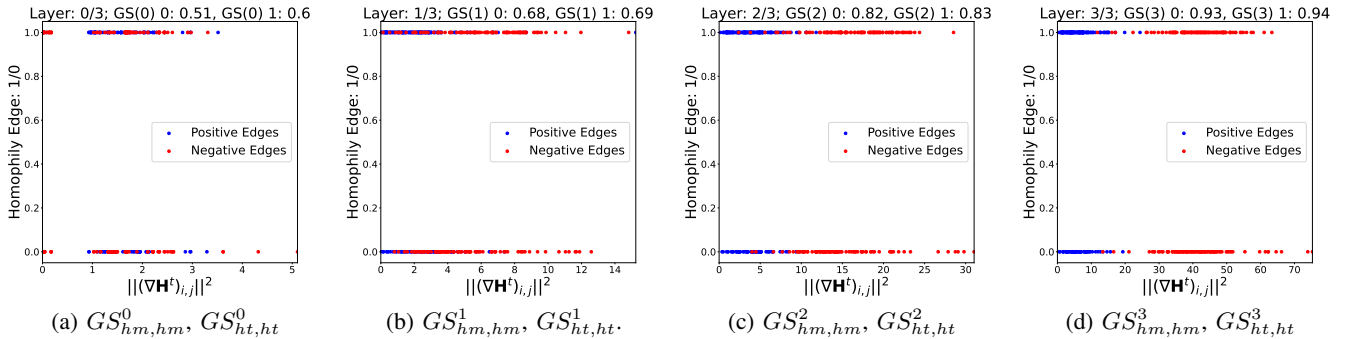 Layer: 0/3; GS(0) 0: 0.51, GS(0) 1: 0.6
Homophily Edge: 1/0
1.0
0.8
0.6
0.4
0.2
0.0
Positive Edges
Negative Edges
0 1 2 3 4 5
||(∇H^t)_{i,j}||^2
(a) GS^0_{hm,hm}, GS^0_{ht,ht}
Layer: 1/3; GS(1) 0: 0.68, GS(1) 1: 0.69
Homophily Edge: 1/0
1.0
0.8
0.6
0.4
0.2
0.0
Positive Edges
Negative Edges
0 2 4 6 8 10 12 14
||(∇H^t)_{i,j}||^2
(b) GS^1_{hm,hm}, GS^1_{ht,ht}.
Layer: 2/3; GS(2) 0: 0.82, GS(2) 1: 0.83
Homophily Edge: 1/0
1.0
0.8
0.6
0.4
0.2
0.0
Positive Edges
Negative Edges
0 5 10 15 20 25 30
||(∇H^t)_{i,j}||^2
(c) GS^2_{hm,hm}, GS^2_{ht,ht}
Layer: 3/3; GS(3) 0: 0.93, GS(3) 1: 0.94
Homophily Edge: 1/0
1.0
0.8
0.6
0.4
0.2
0.0
Positive Edges
Negative Edges
0 10 20 30 40 50 60 70
||(∇H^t)_{i,j}||^2
(d) GS^3_{hm,hm}, GS^3_{ht,ht}